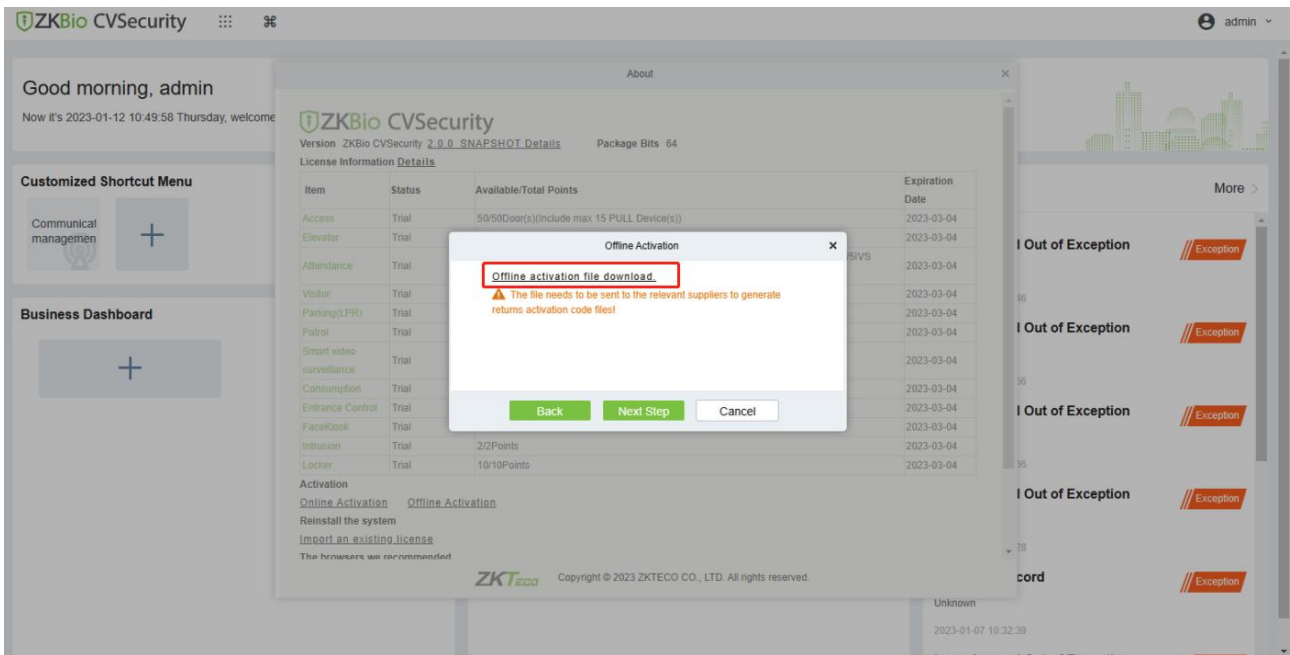 ZKBio CVSecurity
admin
Good morning, admin
Now it's 2023-01-12 10:49:58 Thursday, welcome
Customized Shortcut Menu
Communical
managemen
Business Dashboard
About
ZKBio CVSecurity
Version ZKBio CVSecurity 2.0.0_SNAPSHOT Details Package Bits 64
License Information Details
Item Status Available/Total Points Expiration
Date
Access Trial 50/50Door(s)(Include max 15 PULL Device(s)) 2023-03-04
Elevator Trial 2023-03-04
Attendance Trial /5IVS 2023-03-04
Visitor Trial 2023-03-04
Parking(LPR) Trial 2023-03-04
Patrol Trial 2023-03-04
Smart video
surveillance Trial 2023-03-04
Consumption Trial 2023-03-04
Entrance Control Trial 2023-03-04
FaceKiosk Trial 2023-03-04
Intrusion Trial 2/2Points 2023-03-04
Locker Trial 10/10Points 2023-03-04
Activation
Online Activation Offline Activation
Reinstall the system
Import an existing license
The browsers we recommended
ZKTeco Copyright © 2023 ZKTECO CO., LTD. All rights reserved.
Offline Activation
Offline activation file download.
The file needs to be sent to the relevant suppliers to generate
returns activation code files!
Back Next Step Cancel
More
l Out of Exception
Exception
l Out of Exception
Exception
l Out of Exception
Exception
l Out of Exception
Exception
cord
Exception
Unknown
2023-01-07 10:32:39